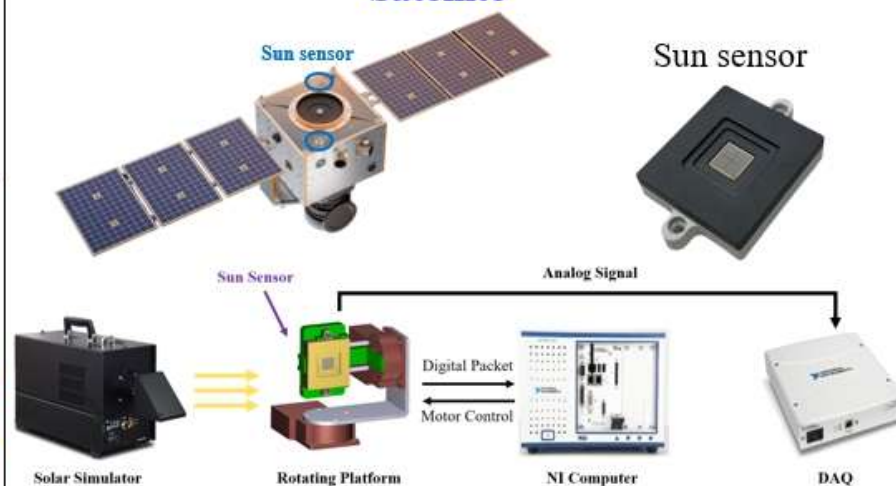 Sun sensor
Sun sensor
Sun Sensor
Analog Signal
Digital Packet
Motor Control
Solar Simulator
Rotating Platform
NI Computer
DAQ